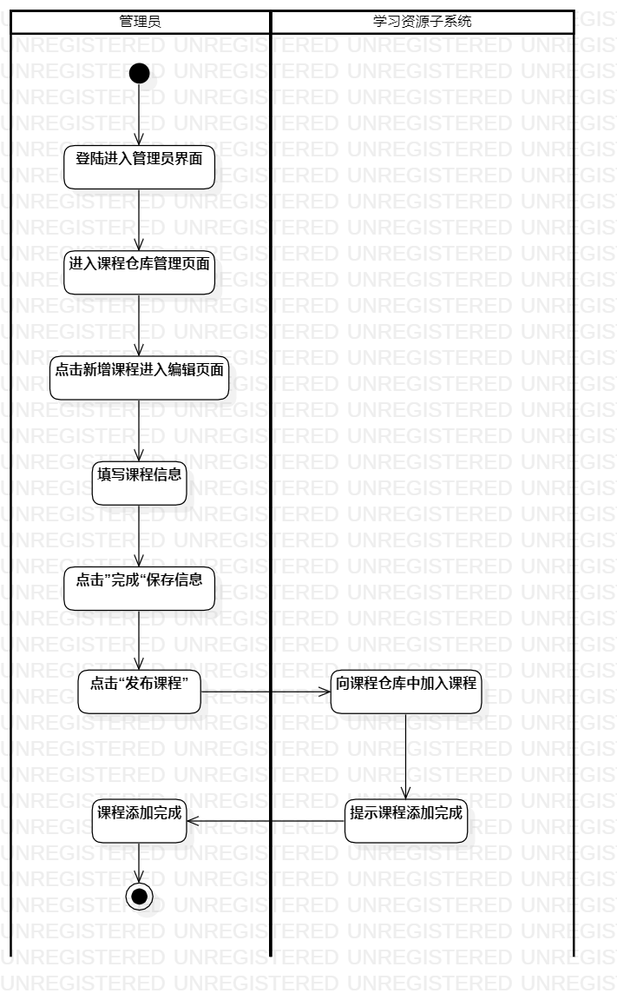 管理员
学习资源子系统
登陆进入管理员界面
进入课程仓库管理页面
点击新增课程进入编辑页面
填写课程信息
点击”完成“保存信息
点击“发布课程”
向课程仓库中加入课程
课程添加完成
提示课程添加完成
UNREGISTERED UNREGISTERED UNREGISTERED UNREGIS